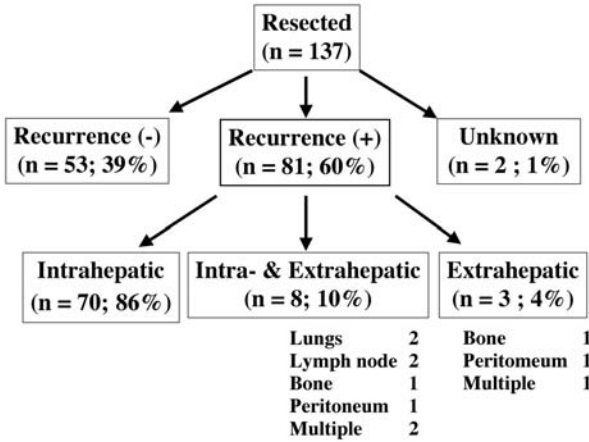 Resected
(n = 137)
Recurrence (-)
(n = 53; 39%)
Recurrence (+)
(n = 81; 60%)
Unknown
(n = 2 ; 1%)
Intrahepatic
(n = 70; 86%)
Intra- & Extrahepatic
(n = 8; 10%)
Extrahepatic
(n = 3 ; 4%)
Lungs 2
Lymph node 2
Bone 1
Peritoneum 1
Multiple 2
Bone 1
Peritomeum 1
Multiple 1